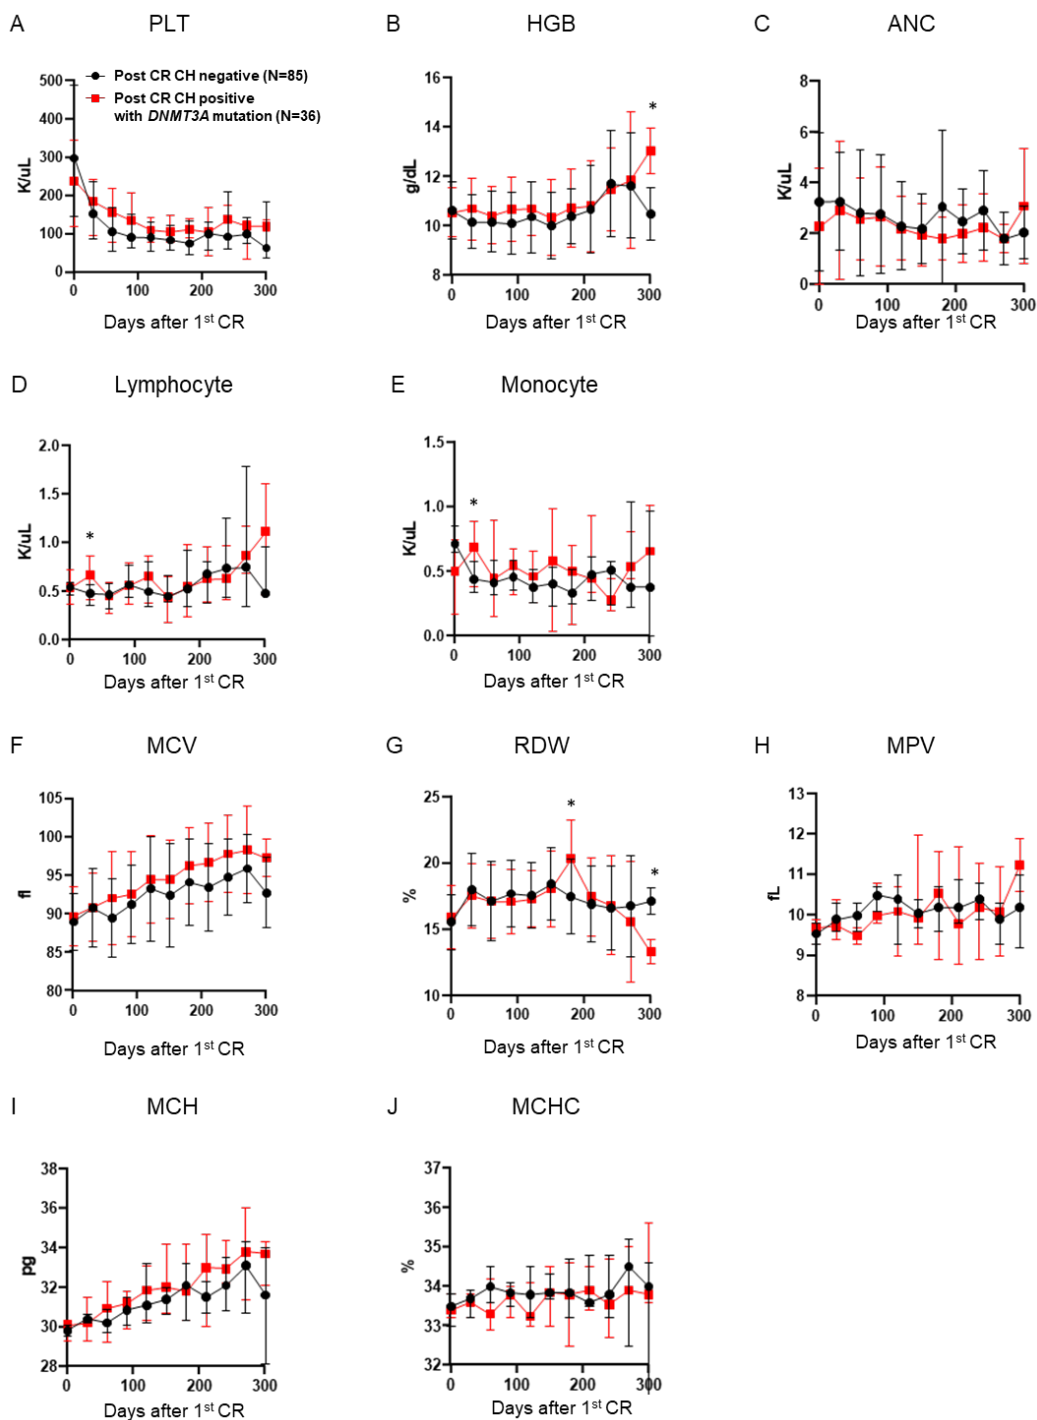 A PLT
B HGB
C ANC
Post CR CH negative (N=85)
Post CR CH positive
with DNMT3A mutation (N=36)
500
400
300
200
100
0
K/uL
0 100 200 300
Days after 1st CR
16
14
12
10
8
g/dL
*
0 100 200 300
Days after 1st CR
8
6
4
2
0
K/uL
0 100 200 300
Days after 1st CR
D Lymphocyte
E Monocyte
2.0
1.5
1.0
0.5
0.0
K/uL
*
0 100 200 300
Days after 1st CR
1.5
1.0
0.5
0.0
K/uL
*
0 100 200 300
Days after 1st CR
F MCV
G RDW
H MPV
105
100
95
90
85
80
fl
0 100 200 300
Days after 1st CR
25
20
15
10
%
*
*
0 100 200 300
Days after 1st CR
13
12
11
10
9
8
fL
0 100 200 300
Days after 1st CR
I MCH
J MCHC
38
36
34
32
30
28
pg
0 100 200 300
Days after 1st CR
37
36
35
34
33
32
%
0 100 200 300
Days after 1st CR